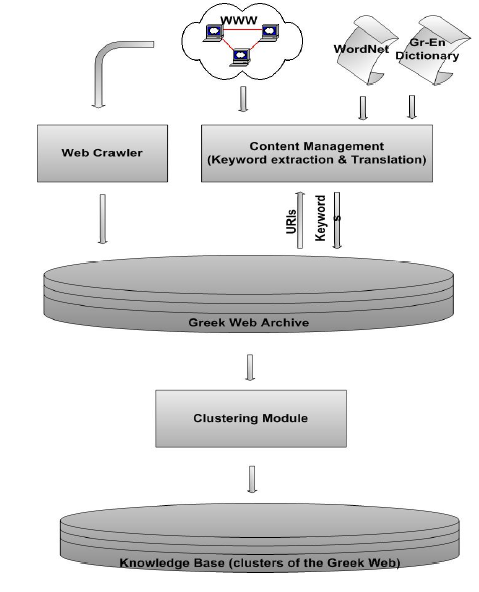 WWW
WordNet
Gr-En
Dictionary
Web Crawler
Content Management
(Keyword extraction & Translation)
URIs
Keyword
s
Greek Web Archive
Clustering Module
Knowledge Base (clusters of the Greek Web)